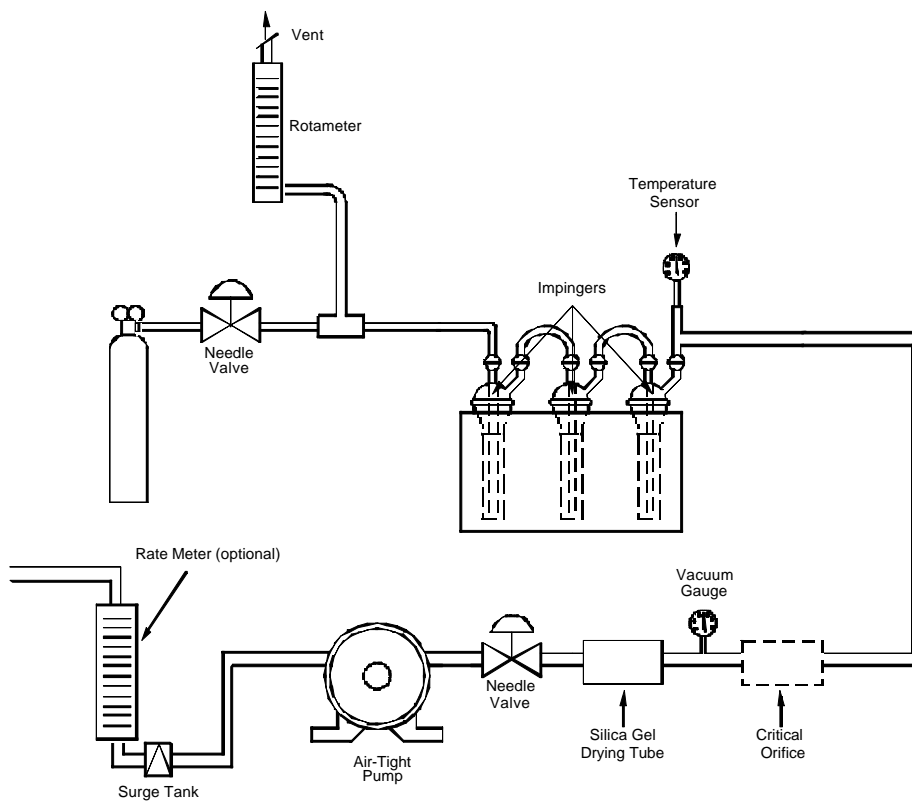 Vent
Rotameter
Temperature
Sensor
Impingers
Needle
Valve
Rate Meter (optional)
Vacuum
Gauge
Needle
Valve
Silica Gel
Drying Tube
Critical
Orifice
Air-Tight
Pump
Surge Tank